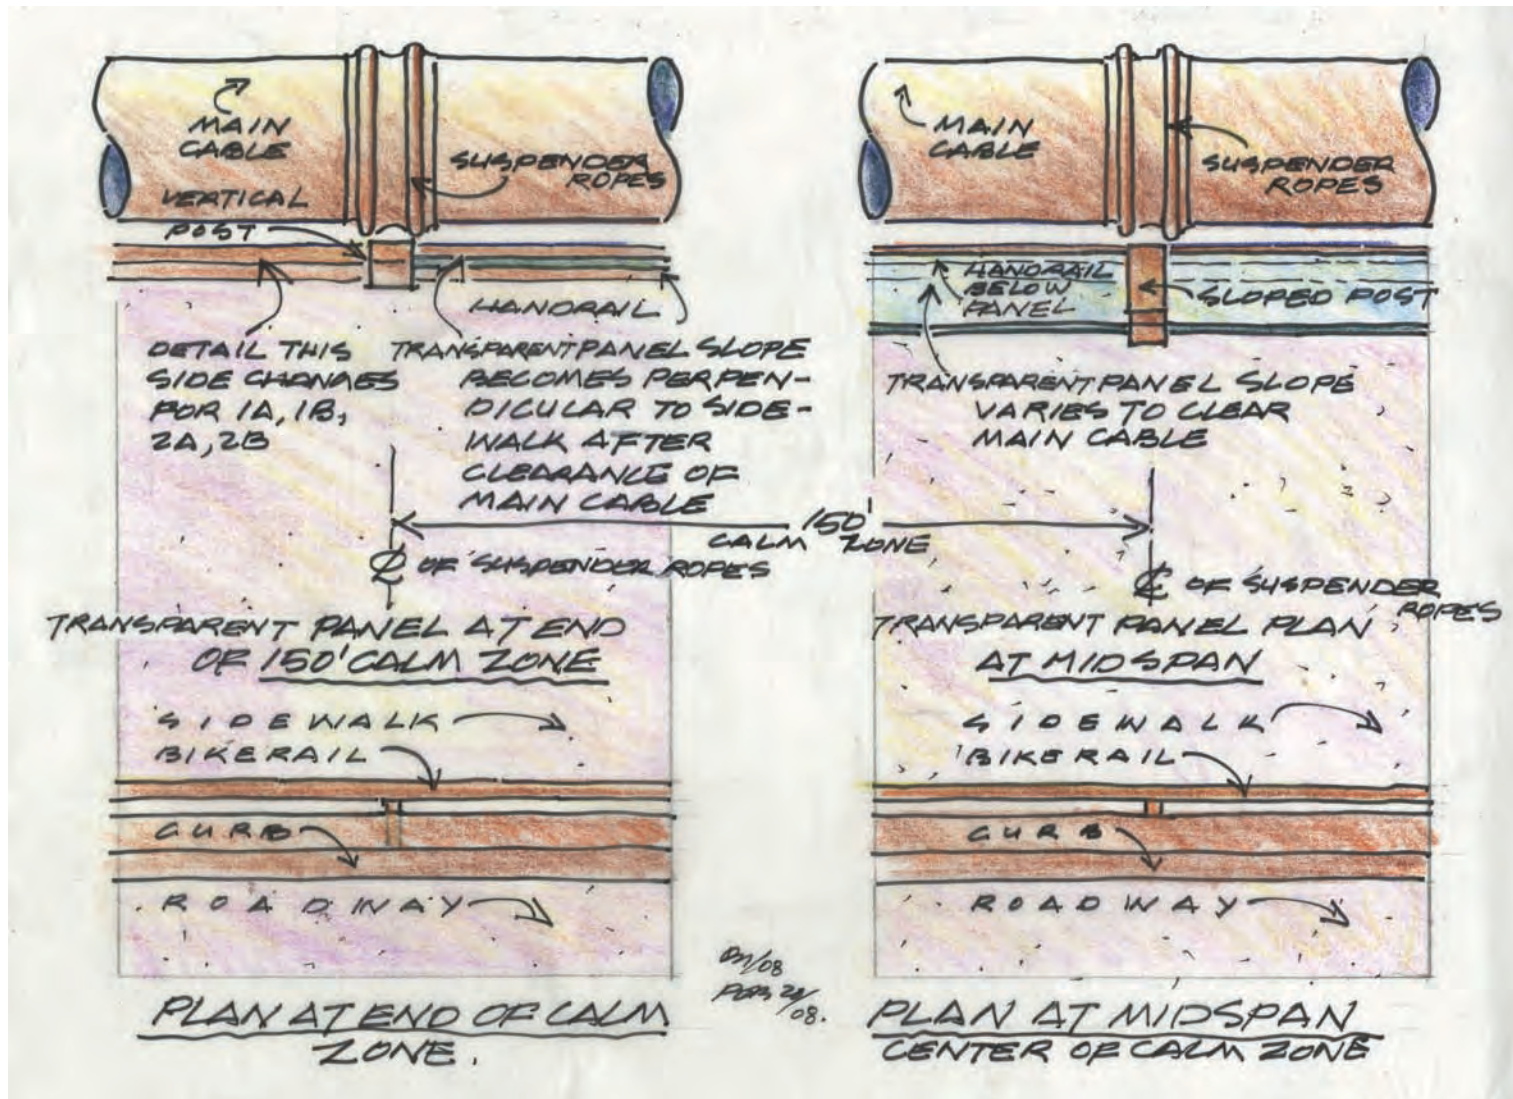 MAIN
CABLE
SUSPENDER
ROPES
VERTICAL
POST
HANDRAIL
DETAIL THIS
SIDE CHANGES
FOR 1A, 1B,
2A, 2B
TRANSPARENT PANEL SLOPE
BECOMES PERPEN-
DICULAR TO SIDE-
WALK AFTER
CLEARANCE OF
MAIN CABLE
150'
CALM ZONE
℄ OF SUSPENDER ROPES
TRANSPARENT PANEL AT END
OF 150' CALM ZONE
SIDEWALK
BIKERAIL
CURB
ROADWAY
PLAN AT END OF CALM
ZONE.
MAIN
CABLE
SUSPENDER
ROPES
HANDRAIL
BELOW
PANEL
SLOPED POST
TRANSPARENT PANEL SLOPE
VARIES TO CLEAR
MAIN CABLE
℄ OF SUSPENDER
ROPES
TRANSPARENT PANEL PLAN
AT MIDSPAN
SIDEWALK
BIKERAIL
CURB
ROADWAY
PLAN AT MIDSPAN
CENTER OF CALM ZONE